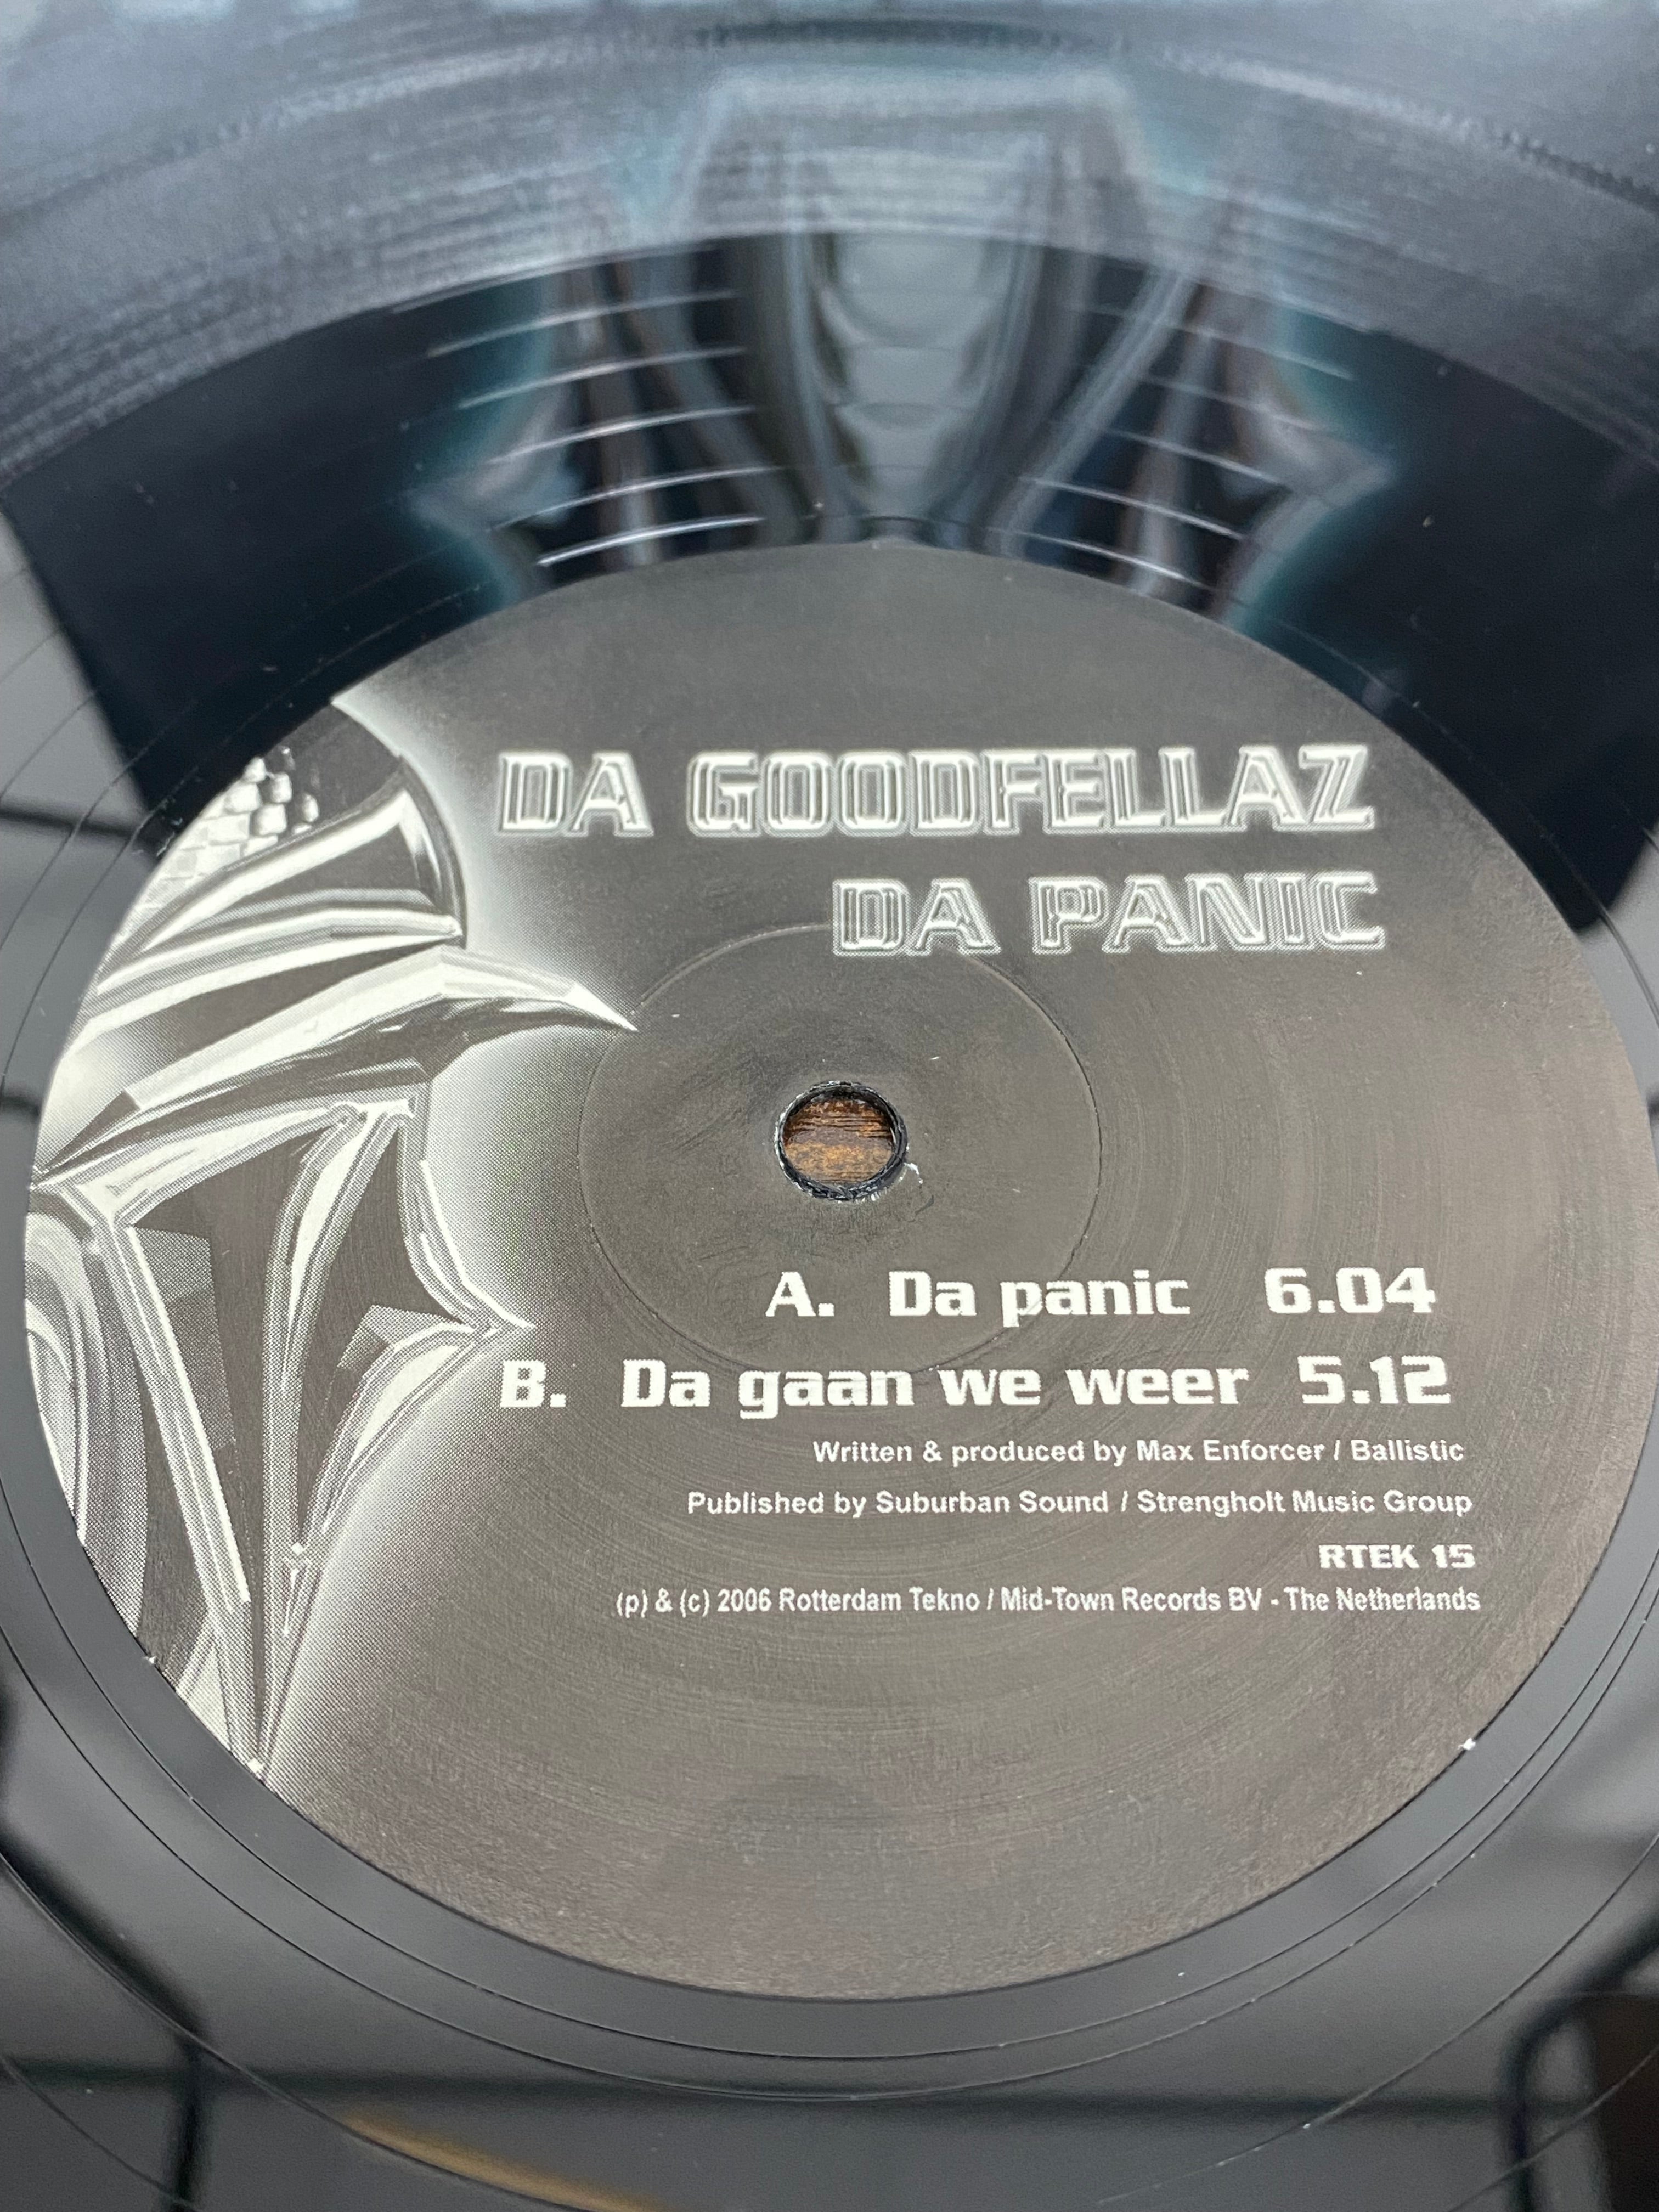 DA GOODFELLAZ
DA PANIC
A. Da panic 6.04
B. Da gaan we weer 5.12
Written & produced by Max Enforcer / Ballistic
Published by Suburban Sound / Strengholt Music Group
RTEK 15
(p) & (c) 2006 Rotterdam Tekno / Mid-Town Records BV - The Netherlands